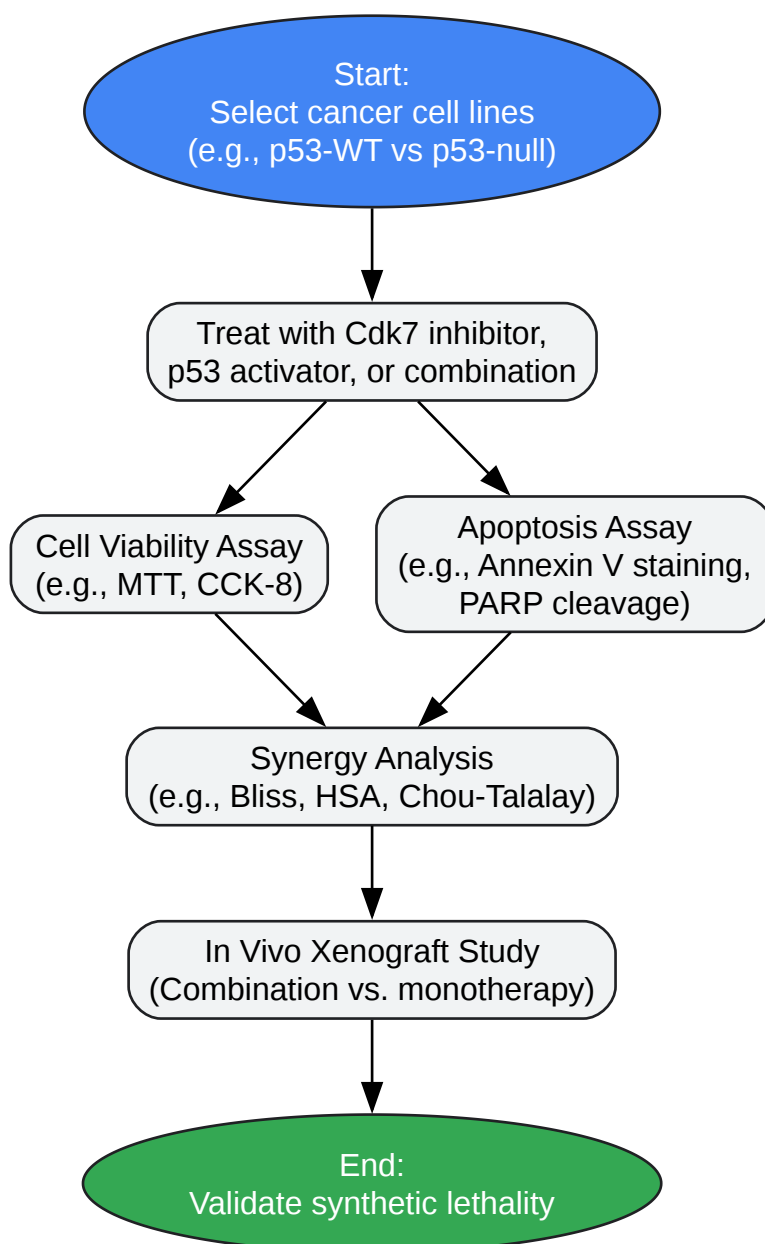 Start:
Select cancer cell lines
(e.g., p53-WT vs p53-null)
Treat with Cdk7 inhibitor,
p53 activator, or combination
Cell Viability Assay
(e.g., MTT, CCK-8)
Apoptosis Assay
(e.g., Annexin V staining,
PARP cleavage)
Synergy Analysis
(e.g., Bliss, HSA, Chou-Talalay)
In Vivo Xenograft Study
(Combination vs. monotherapy)
End:
Validate synthetic lethality